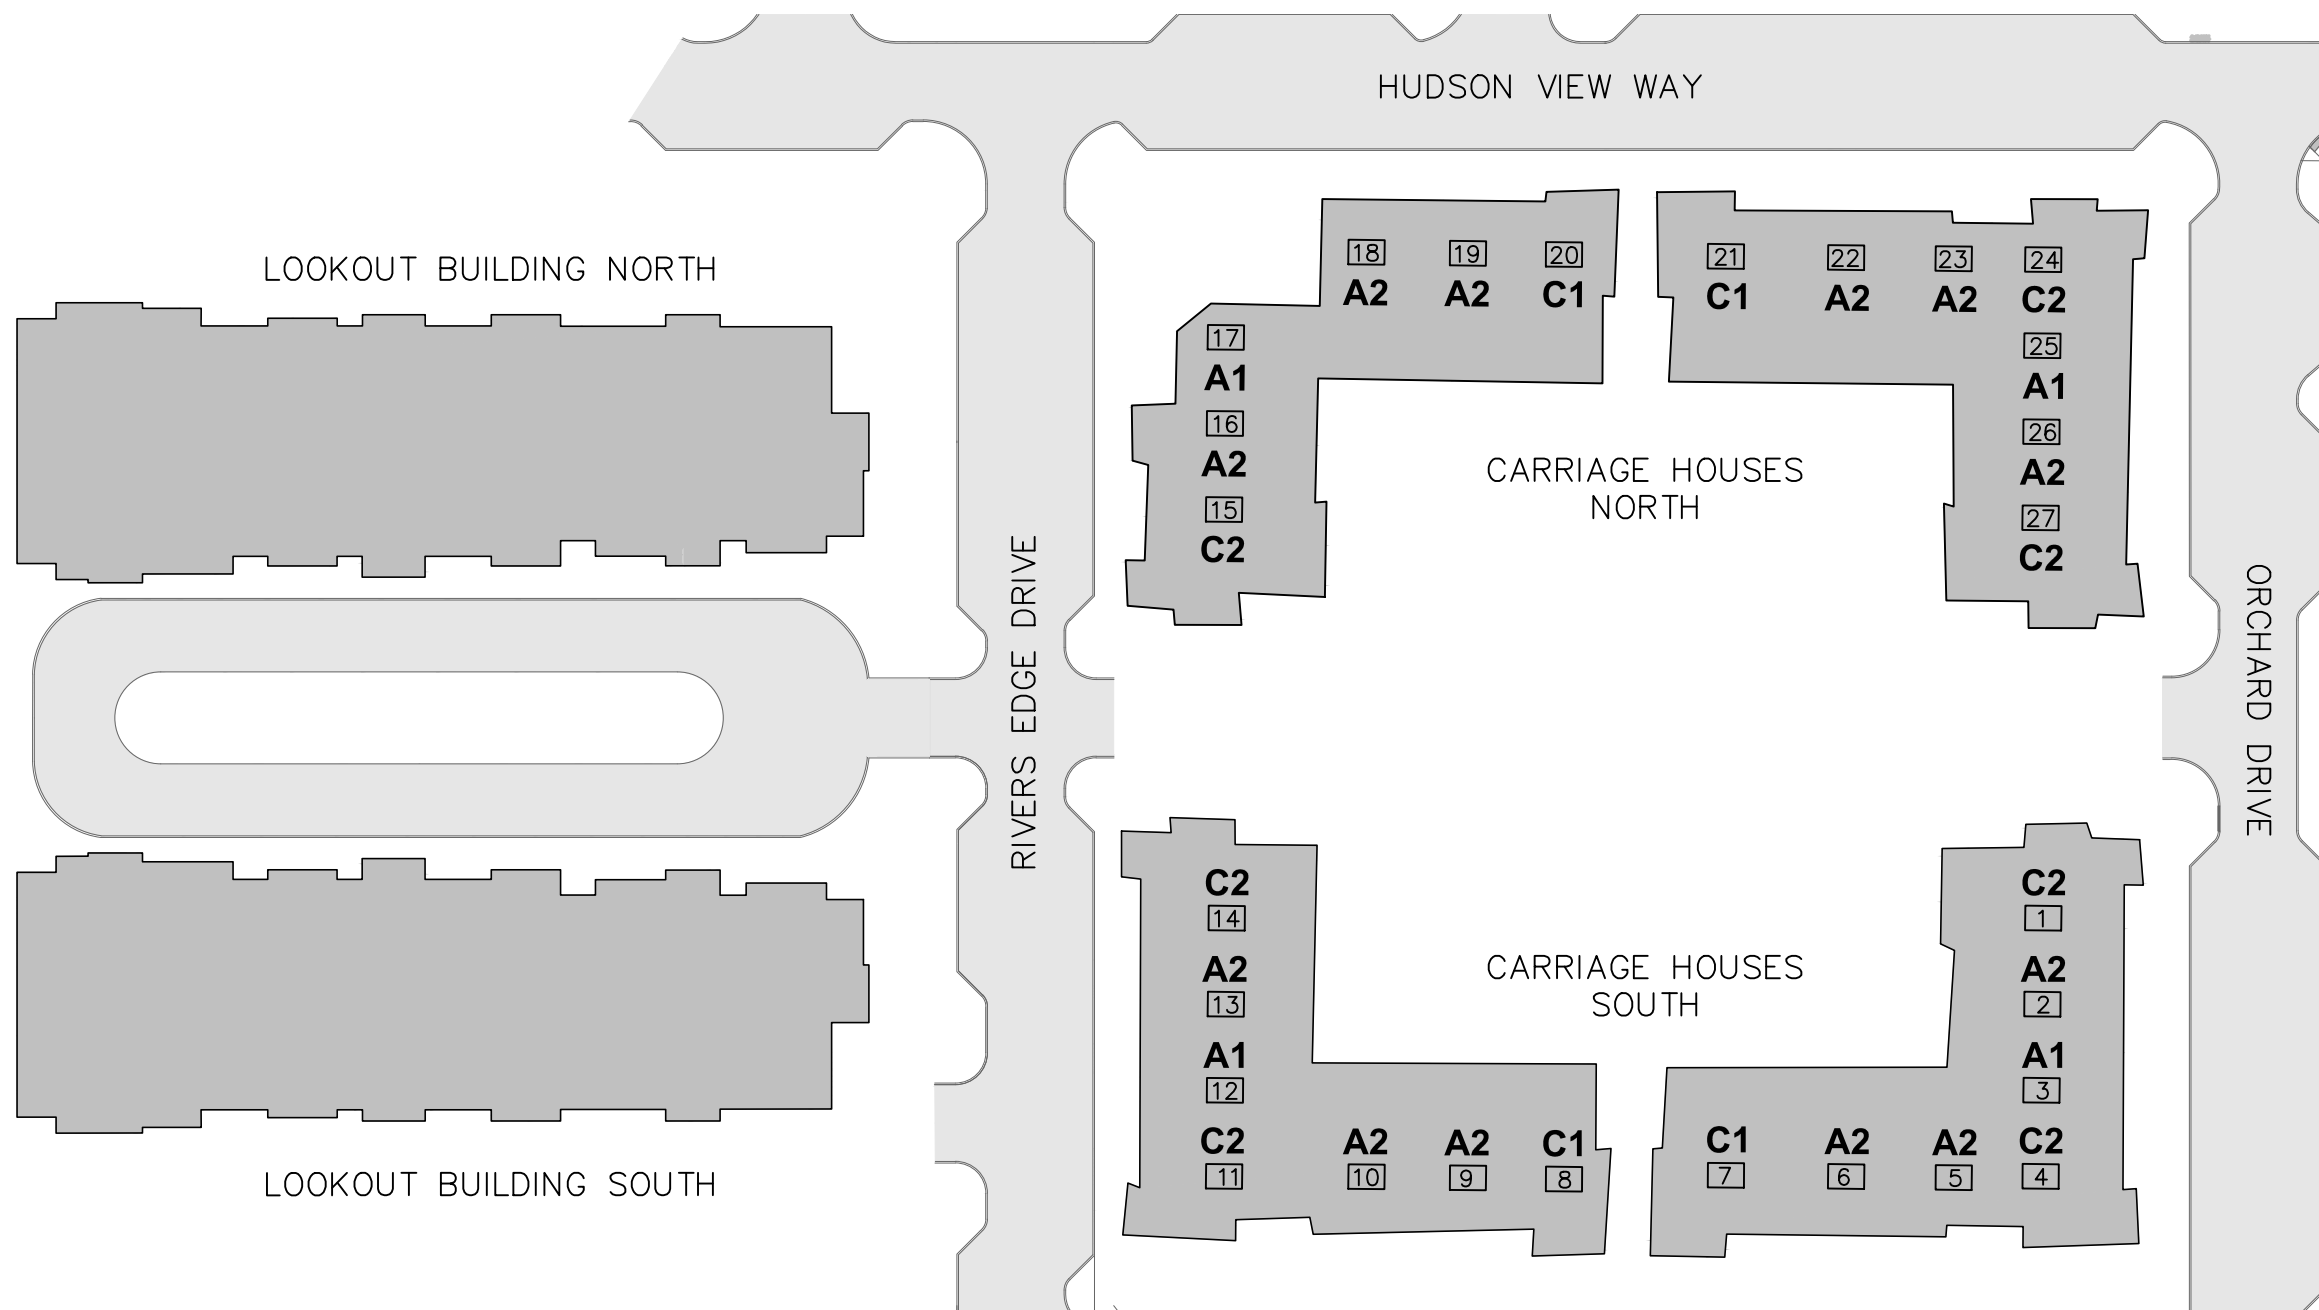 HUDSON VIEW WAY
LOOKOUT BUILDING NORTH
18 19 20
A2 A2 C1
21 22 23 24
C1 A2 A2 C2
17
A1
16
A2
15
C2
25
A1
26
A2
27
C2
CARRIAGE HOUSES
NORTH
RIVERS EDGE DRIVE
ORCHARD DRIVE
C2
14
A2
13
A1
12
C2
11
A2 A2 C1
10 9 8
CARRIAGE HOUSES
SOUTH
C2
1
A2
2
A1
3
C1 A2 A2 C2
7 6 5 4
LOOKOUT BUILDING SOUTH